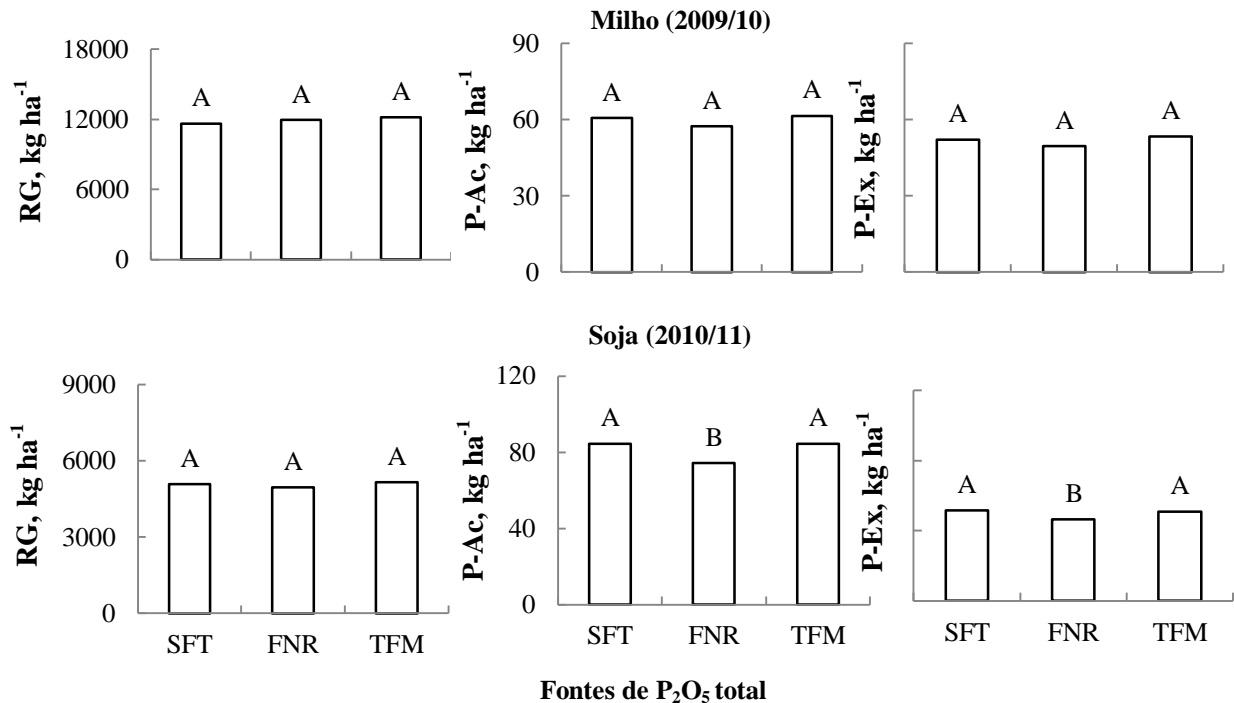 Milho (2009/10)
RG, kg ha⁻¹
18000
12000
6000
0
A A A
P-Ac, kg ha⁻¹
90
60
30
0
A A A
P-Ex, kg ha⁻¹
A A A
Soja (2010/11)
RG, kg ha⁻¹
9000
6000
3000
0
A A A
SFT FNR TFM
P-Ac, kg ha⁻¹
120
80
40
0
A B A
SFT FNR TFM
P-Ex, kg ha⁻¹
A B A
SFT FNR TFM
Fontes de P₂O₅ total